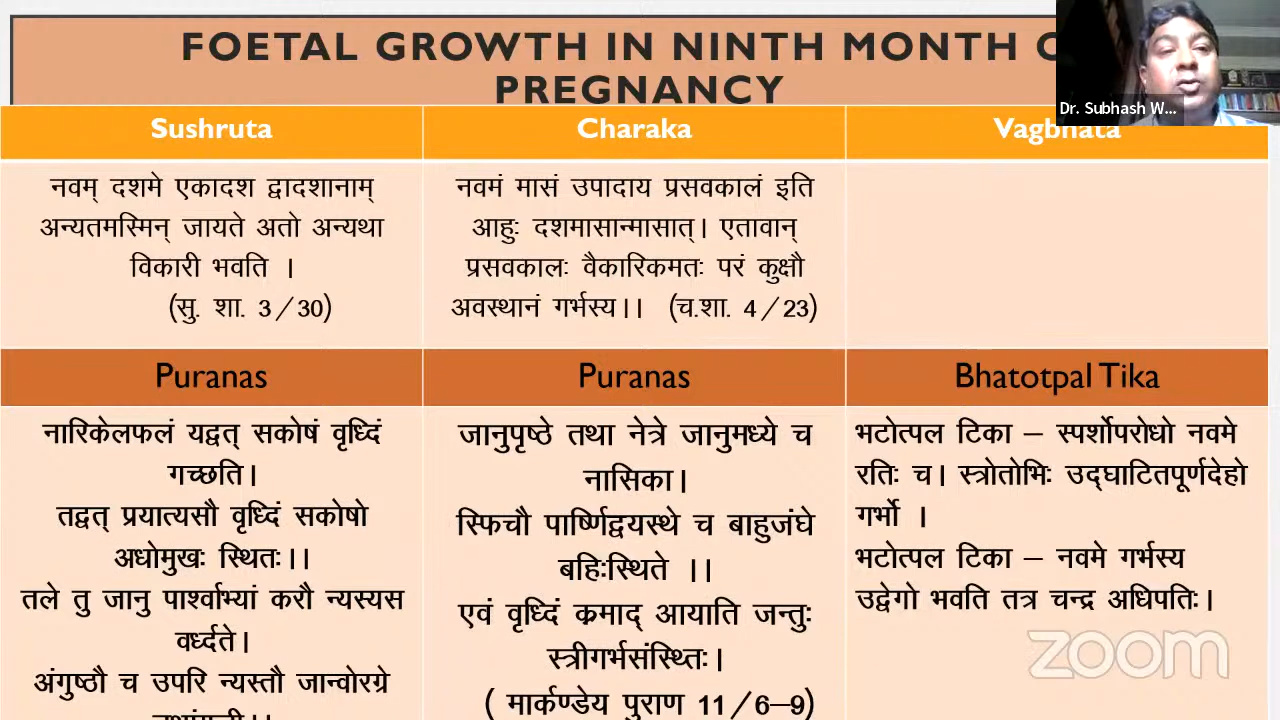 FOETAL GROWTH IN NINTH MONTH
PREGNANCY
Dr. Subhash W...
Sushruta
नवम् दशमे एकादश द्वादशानाम्
अन्यतमस्मिन् जायते अतो अन्यथा
विकारी भवति ।
(सु. शा. 3/30)
Charaka
नवमं मासं उपादाय प्रसवकालं इति
आहुः दशमासान्मासात्। एतावान्
प्रसवकालः वैकारिकमतः परं कुक्षौ
अवस्थानं गर्भस्य।। (च.शा. 4/23)
Vagbhata
Puranas
नारिकेलफलं यद्वत् सकोषं वृध्दिं
गच्छति।
तद्वत् प्रयात्यसौ वृध्दिं सकोषो
अधोमुखः स्थितः।।
तले तु जानु पार्श्वाभ्यां करौ न्यस्यस
वर्ध्दते।
अंगुष्ठौ च उपरि न्यस्तौ जान्वोरग्रे
Puranas
जानुपृष्ठे तथा नेत्रे जानुमध्ये च
नासिका।
स्फिचौ पार्ष्णिद्वयस्थे च बाहुजंघे
बहिःस्थिते ।।
एवं वृध्दिं क्रमाद् आयाति जन्तुः
स्त्रीगर्भसंस्थितः।
( मार्कण्डेय पुराण 11/6–9)
Bhatotpal Tika
भटोत्पल टिका – स्पर्शोपरोधो नवमे
रतिः च। स्त्रोतोभिः उद्घाटितपूर्णदेहो
गर्भो ।
भटोत्पल टिका – नवमे गर्भस्य
उद्वेगो भवति तत्र चन्द्र अधिपतिः।
zoom